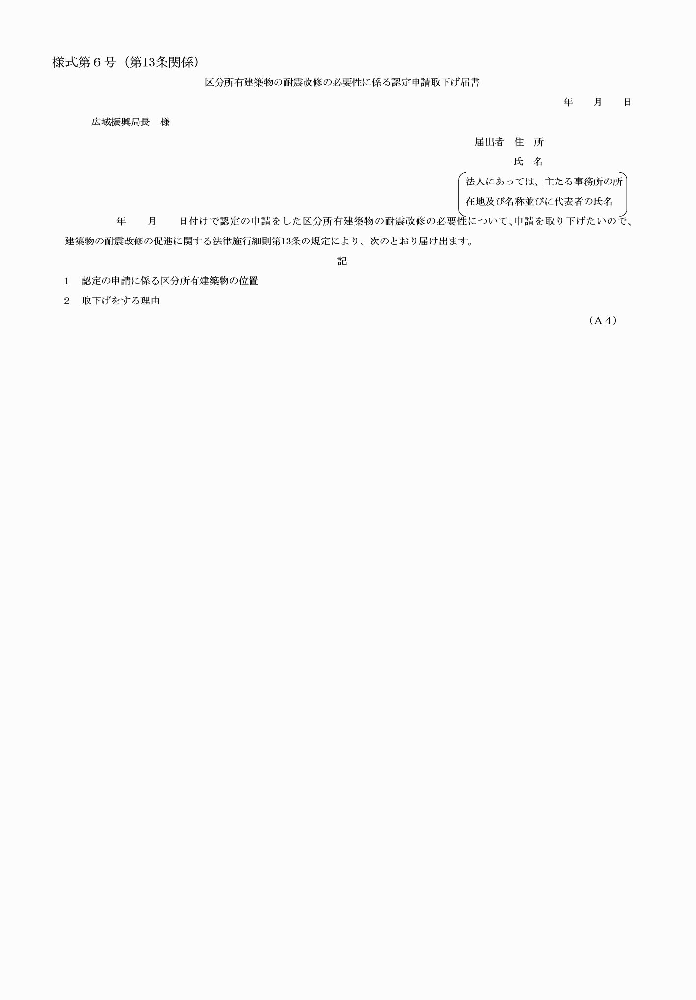 様式第６号（第13条関係）
区分所有建築物の耐震改修の必要性に係る認定申請取下げ届書
年　　月　　日
広域振興局長　様
届出者　住　所
氏　名
法人にあっては、主たる事務所の所
在地及び名称並びに代表者の氏名
年　　月　　日付けで認定の申請をした区分所有建築物の耐震改修の必要性について、申請を取り下げたいので、
建築物の耐震改修の促進に関する法律施行細則第13条の規定により、次のとおり届け出ます。
記
１　認定の申請に係る区分所有建築物の位置
２　取下げをする理由
（Ａ４）